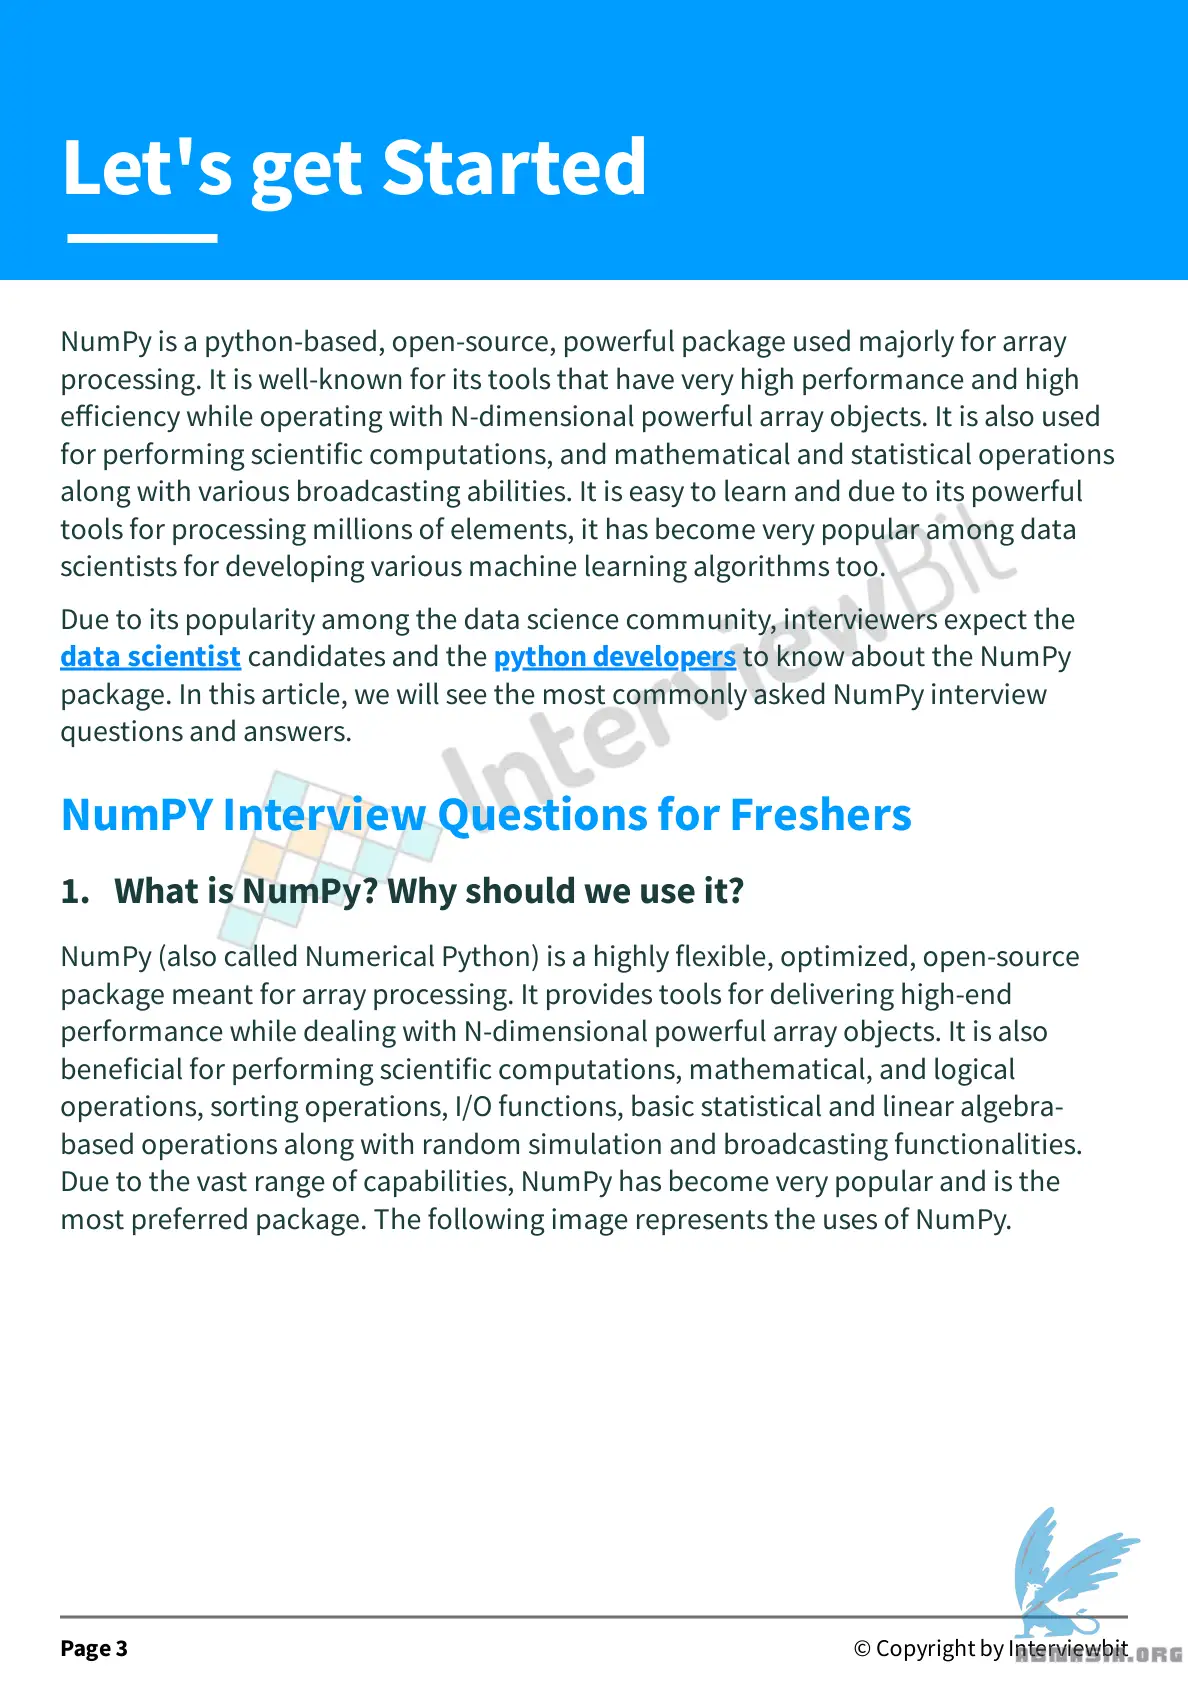 Let's get Started
NumPy is a python-based, open-source, powerful package used majorly for array
processing. It is well-known for its tools that have very high performance and high
efficiency while operating with N-dimensional powerful array objects. It is also used
for performing scientific computations, and mathematical and statistical operations
along with various broadcasting abilities. It is easy to learn and due to its powerful
tools for processing millions of elements, it has become very popular among data
scientists for developing various machine learning algorithms too.
Due to its popularity among the data science community, interviewers expect the
data scientist candidates and the python developers to know about the NumPy
package. In this article, we will see the most commonly asked NumPy interview
questions and answers.
InterviewBit
NumPY Interview Questions for Freshers
1. What is NumPy? Why should we use it?
NumPy (also called Numerical Python) is a highly flexible, optimized, open-source
package meant for array processing. It provides tools for delivering high-end
performance while dealing with N-dimensional powerful array objects. It is also
beneficial for performing scientific computations, mathematical, and logical
operations, sorting operations, I/O functions, basic statistical and linear algebra-
based operations along with random simulation and broadcasting functionalities.
Due to the vast range of capabilities, NumPy has become very popular and is the
most preferred package. The following image represents the uses of NumPy.
Page 3
© Copyright by Interviewbit